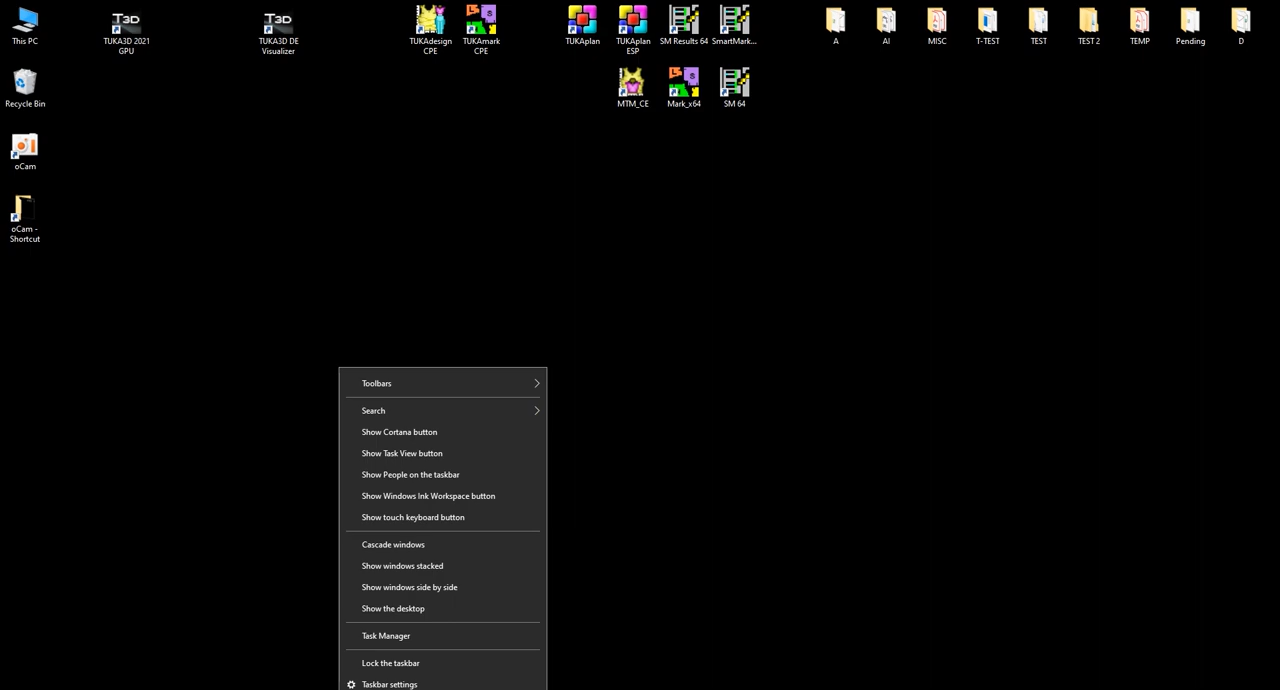 This PC
T3D
TUKA3D 2021
GPU
T3D
TUKA3D DE
Visualizer
TUKAdesign
CPE
TUKAmark
CPE
TUKAplan
TUKAplan
ESP
SM Results 64
SmartMark...
A
AI
MISC
T-TEST
TEST
TEST 2
TEMP
Pending
D
Recycle Bin
MTM_CE
Mark_x64
SM 64
oCam
oCam -
Shortcut
Toolbars
Search
Show Cortana button
Show Task View button
Show People on the taskbar
Show Windows Ink Workspace button
Show touch keyboard button
Cascade windows
Show windows stacked
Show windows side by side
Show the desktop
Task Manager
Lock the taskbar
Taskbar settings